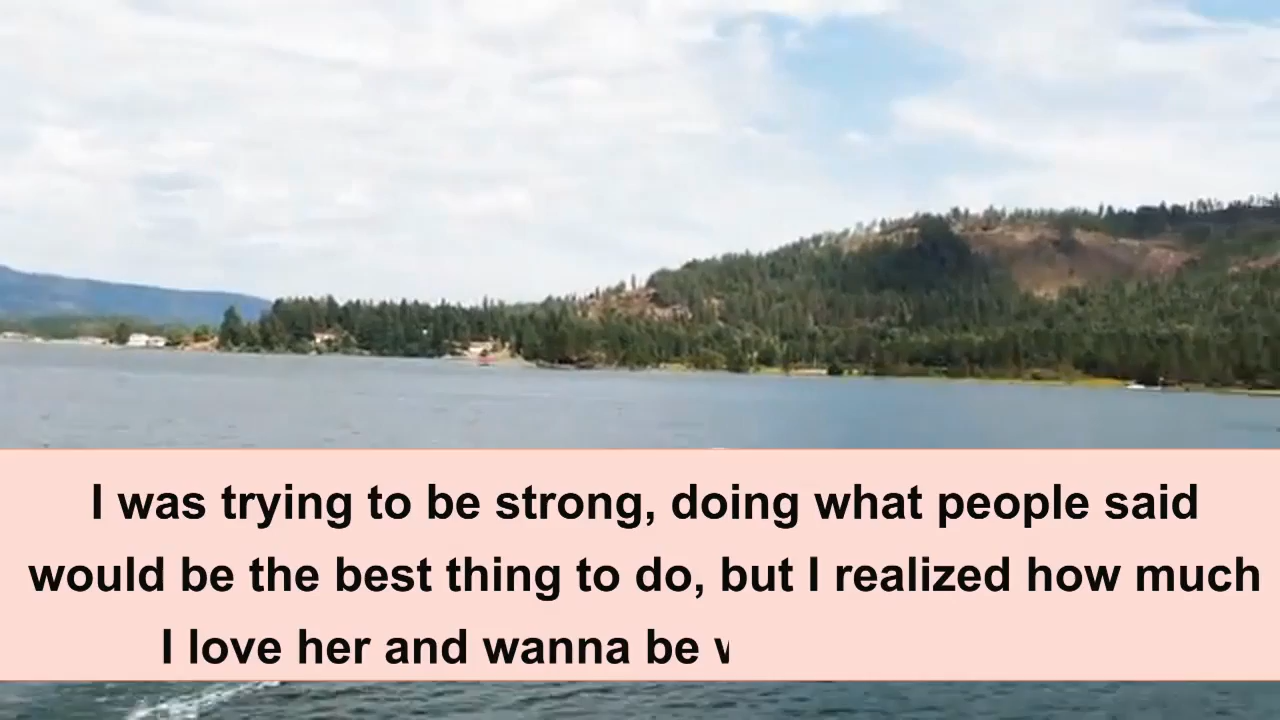 I was trying to be strong, doing what people said
would be the best thing to do, but I realized how much
I love her and wanna be